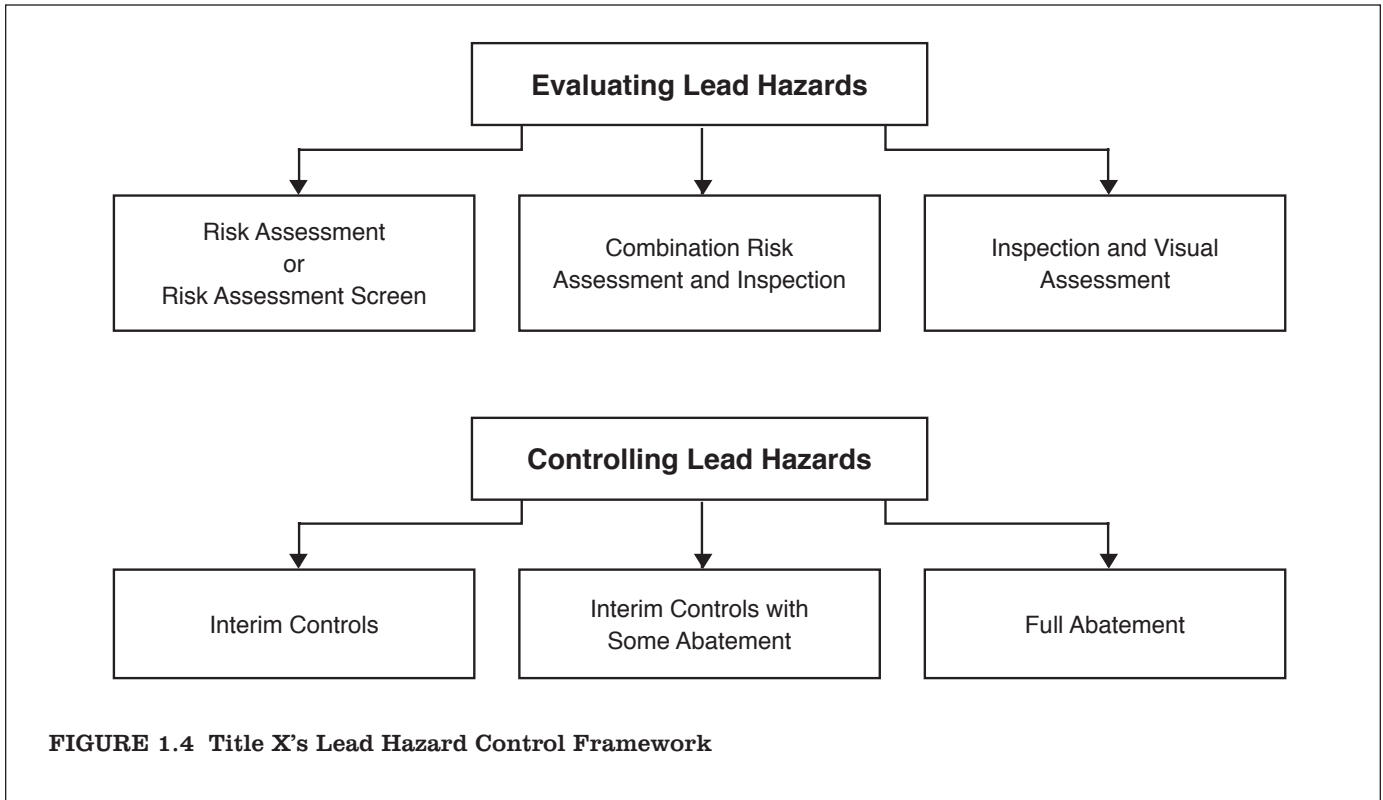 Evaluating Lead Hazards
Risk Assessment
or
Risk Assessment Screen
Combination Risk
Assessment and Inspection
Inspection and Visual
Assessment
Controlling Lead Hazards
Interim Controls
Interim Controls with
Some Abatement
Full Abatement
FIGURE 1.4 Title X's Lead Hazard Control Framework